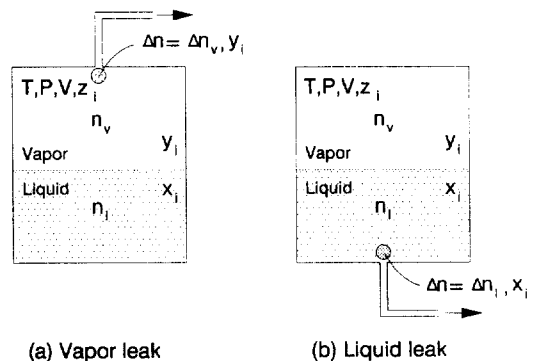 Δn = Δn_v, y_i
T,P,V,z_i
n_v
y_i
Vapor
Liquid
x_i
n_l
(a) Vapor leak
T,P,V,z_i
n_v
y_i
Vapor
Liquid
x_i
n_l
Δn = Δn_l, x_i
(b) Liquid leak